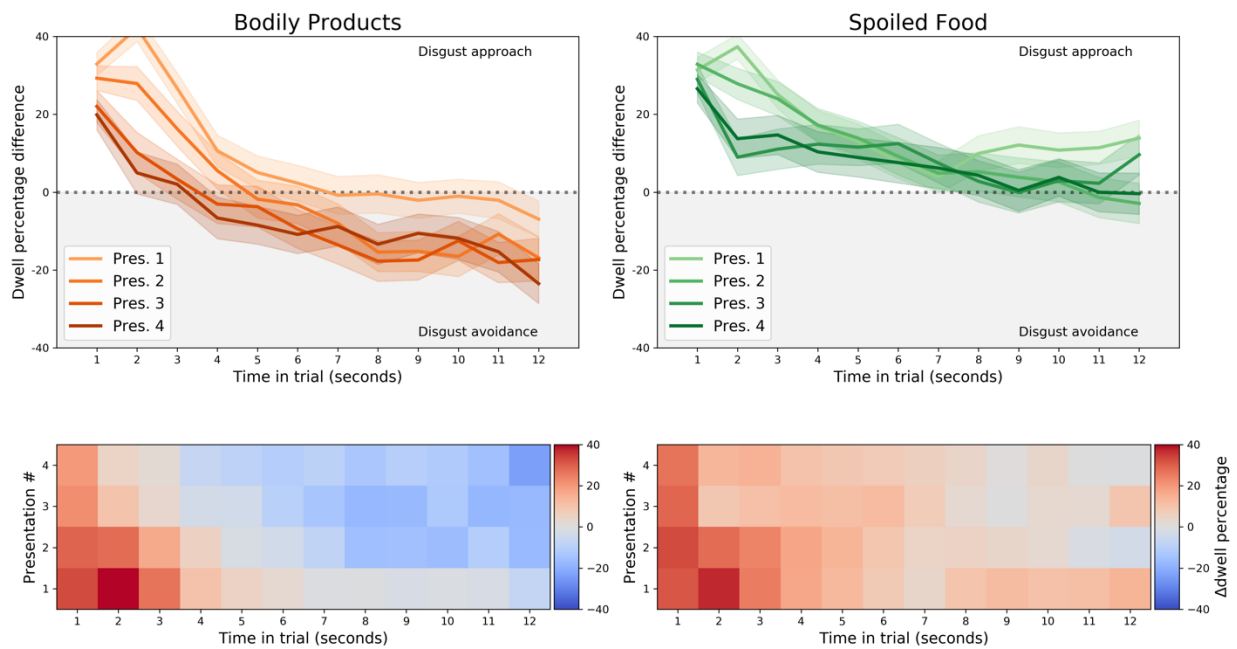 Bodily Products
Disgust approach
40
20
0
-20
-40
Dwell percentage difference
Pres. 1
Pres. 2
Pres. 3
Pres. 4
Disgust avoidance
1 2 3 4 5 6 7 8 9 10 11 12
Time in trial (seconds)
Spoiled Food
Disgust approach
40
20
0
-20
-40
Dwell percentage difference
Pres. 1
Pres. 2
Pres. 3
Pres. 4
Disgust avoidance
1 2 3 4 5 6 7 8 9 10 11 12
Time in trial (seconds)
Presentation #
4
3
2
1
1 2 3 4 5 6 7 8 9 10 11 12
Time in trial (seconds)
40
20
0
−20
−40
Presentation #
4
3
2
1
1 2 3 4 5 6 7 8 9 10 11 12
Time in trial (seconds)
40
20
0
−20
−40
Δdwell percentage